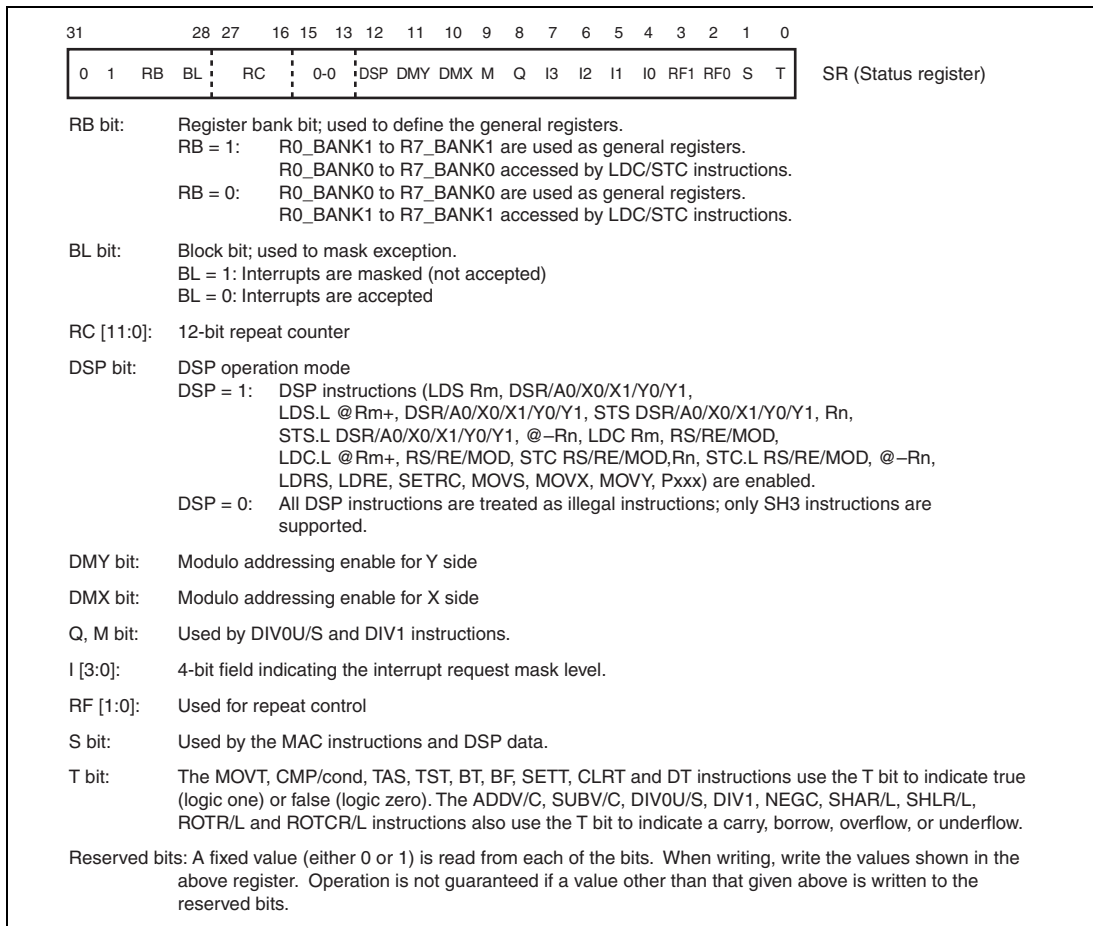 31 28 27 16 15 13 12 11 10 9 8 7 6 5 4 3 2 1 0
0 1 RB BL RC 0-0 DSP DMY DMX M Q I3 I2 I1 I0 RF1 RF0 S T SR (Status register)
RB bit: Register bank bit; used to define the general registers.
RB = 1: R0_BANK1 to R7_BANK1 are used as general registers.
R0_BANK0 to R7_BANK0 accessed by LDC/STC instructions.
RB = 0: R0_BANK0 to R7_BANK0 are used as general registers.
R0_BANK1 to R7_BANK1 accessed by LDC/STC instructions.
BL bit: Block bit; used to mask exception.
BL = 1: Interrupts are masked (not accepted)
BL = 0: Interrupts are accepted
RC [11:0]: 12-bit repeat counter
DSP bit: DSP operation mode
DSP = 1: DSP instructions (LDS Rm, DSR/A0/X0/X1/Y0/Y1,
LDS.L @Rm+, DSR/A0/X0/X1/Y0/Y1, STS DSR/A0/X0/X1/Y0/Y1, Rn,
STS.L DSR/A0/X0/X1/Y0/Y1, @–Rn, LDC Rm, RS/RE/MOD,
LDC.L @Rm+, RS/RE/MOD, STC RS/RE/MOD,Rn, STC.L RS/RE/MOD, @–Rn,
LDRS, LDRE, SETRC, MOVS, MOVX, MOVY, Pxxx) are enabled.
DSP = 0: All DSP instructions are treated as illegal instructions; only SH3 instructions are
supported.
DMY bit: Modulo addressing enable for Y side
DMX bit: Modulo addressing enable for X side
Q, M bit: Used by DIV0U/S and DIV1 instructions.
I [3:0]: 4-bit field indicating the interrupt request mask level.
RF [1:0]: Used for repeat control
S bit: Used by the MAC instructions and DSP data.
T bit: The MOVT, CMP/cond, TAS, TST, BT, BF, SETT, CLRT and DT instructions use the T bit to indicate true
(logic one) or false (logic zero). The ADDV/C, SUBV/C, DIV0U/S, DIV1, NEGC, SHAR/L, SHLR/L,
ROTR/L and ROTCR/L instructions also use the T bit to indicate a carry, borrow, overflow, or underflow.
Reserved bits: A fixed value (either 0 or 1) is read from each of the bits. When writing, write the values shown in the
above register. Operation is not guaranteed if a value other than that given above is written to the
reserved bits.